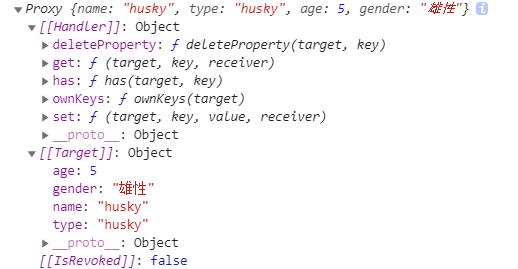 Proxy {name: "husky", type: "husky", age: 5, gender: "雄性"} i
[[Handler]]: Object
deleteProperty: ƒ deleteProperty(target, key)
get: ƒ (target, key, receiver)
has: ƒ has(target, key)
ownKeys: ƒ ownKeys(target)
set: ƒ (target, key, value, receiver)
__proto__: Object
[[Target]]: Object
age: 5
gender: "雄性"
name: "husky"
type: "husky"
__proto__: Object
[[IsRevoked]]: false